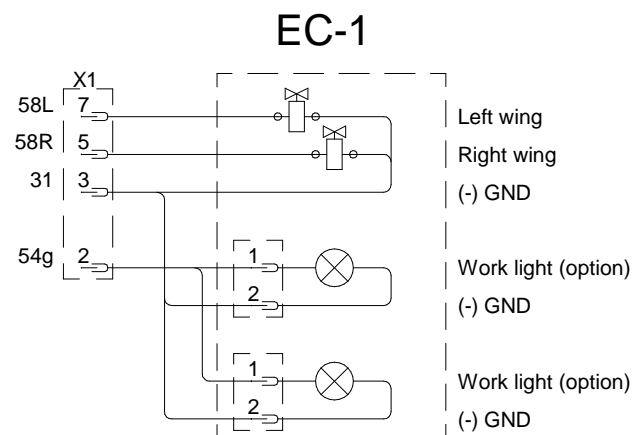 EC-1
X1
58L 7 Left wing
58R 5 Right wing
31 3 (-) GND
54g 2 1 Work light (option)
2 (-) GND
1 Work light (option)
2 (-) GND